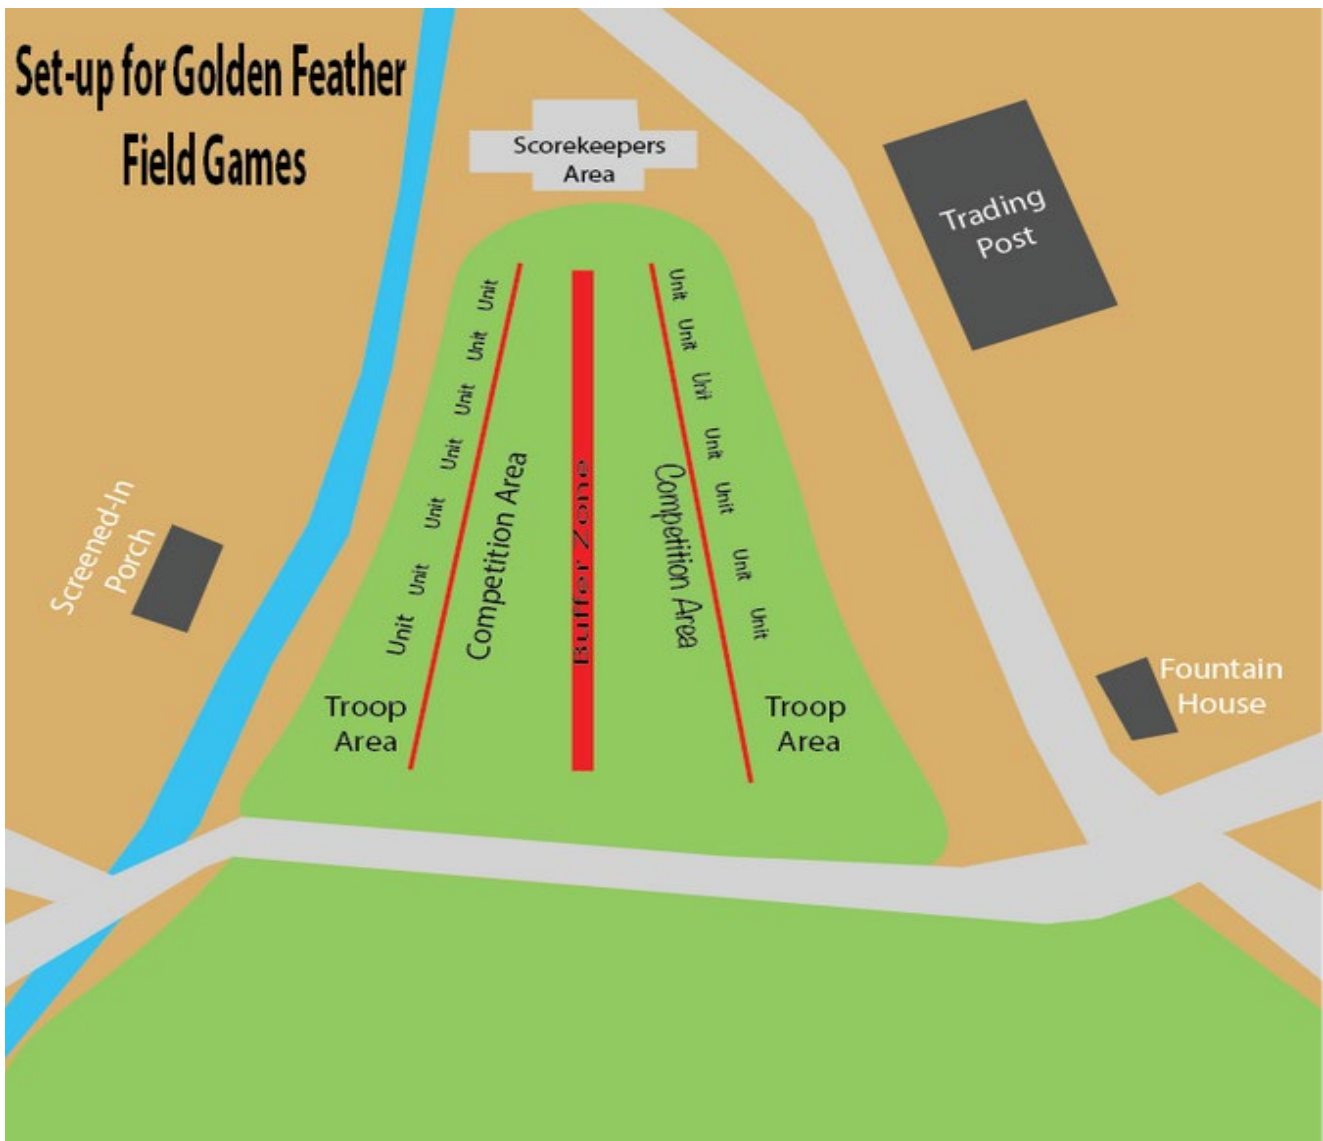 Set-up for Golden Feather
Field Games
Scorekeepers
Area
Trading
Post
Unit
Unit
Unit
Unit
Unit
Unit
Unit
Competition Area
Buffer Zone
Competition Area
Unit
Unit
Unit
Unit
Unit
Unit
Unit
Screened-In
Porch
Troop
Area
Troop
Area
Fountain
House